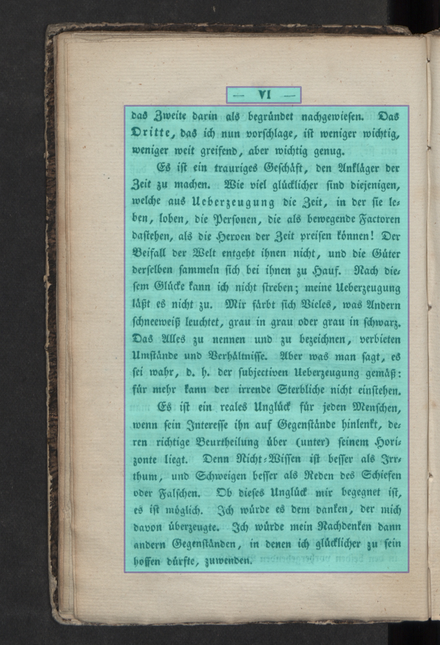 — VI —
das Zweite darin als begründet nachgewiesen. Das
Dritte, das ich nun vorschlage, ist weniger wichtig,
weniger weit greifend, aber wichtig genug.
Es ist ein trauriges Geschäft, den Ankläger der
Zeit zu machen. Wie viel glücklicher sind diejenigen,
welche aus Ueberzeugung die Zeit, in der sie le-
ben, loben, die Personen, die als bewegende Factoren
dastehen, als die Heroen der Zeit preisen können! Der
Beifall der Welt entgeht ihnen nicht, und die Güter
derselben sammeln sich bei ihnen zu Hauf. Nach die-
sem Glücke kann ich nicht streben; meine Ueberzeugung
läßt es nicht zu. Mir färbt sich Vieles, was Andern
schneeweiß leuchtet, grau in grau oder grau in schwarz.
Das Alles zu nennen und zu bezeichnen, verbieten
Umstände und Verhältnisse. Aber was man sagt, es
sei wahr, d. h. der subjectiven Ueberzeugung gemäß:
für mehr kann der irrende Sterbliche nicht einstehen.
Es ist ein reales Unglück für jeden Menschen,
wenn sein Interesse ihn auf Gegenstände hinlenkt, de-
ren richtige Beurtheilung über (unter) seinem Hori-
zonte liegt. Denn Nicht-Wissen ist besser als Irr-
thum, und Schweigen besser als Reden des Schiefen
oder Falschen. Ob dieses Unglück mir begegnet ist,
es ist möglich. Ich würde es dem danken, der mich
davon überzeugte. Ich würde mein Nachdenken dann
andern Gegenständen, in denen ich glücklicher zu sein
hoffen dürfte, zuwenden.